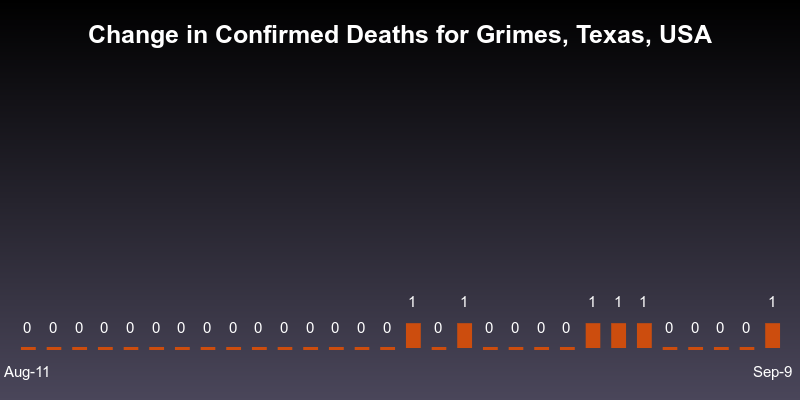 Change in Confirmed Deaths for Grimes, Texas, USA
1 1 1 1 1 1
0 0 0 0 0 0 0 0 0 0 0 0 0 0 0 0 0 0 0 0 0 0 0 0
Aug-11 Sep-9